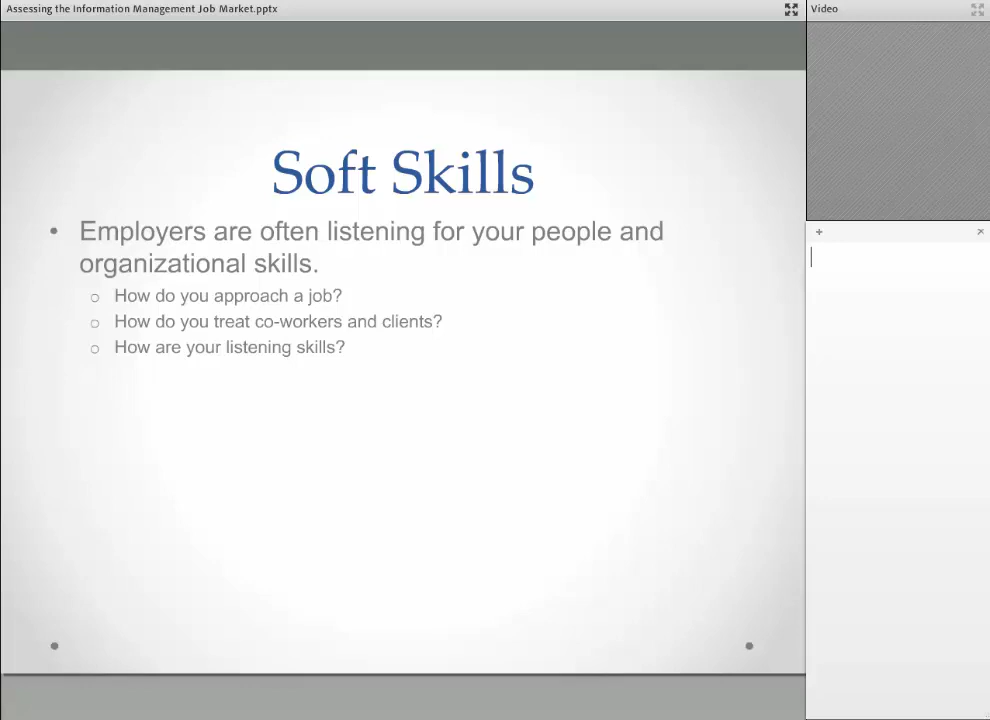 Assessing the Information Management Job Market.pptx
Video
Soft Skills
• Employers are often listening for your people and
organizational skills.
o How do you approach a job?
o How do you treat co-workers and clients?
o How are your listening skills?